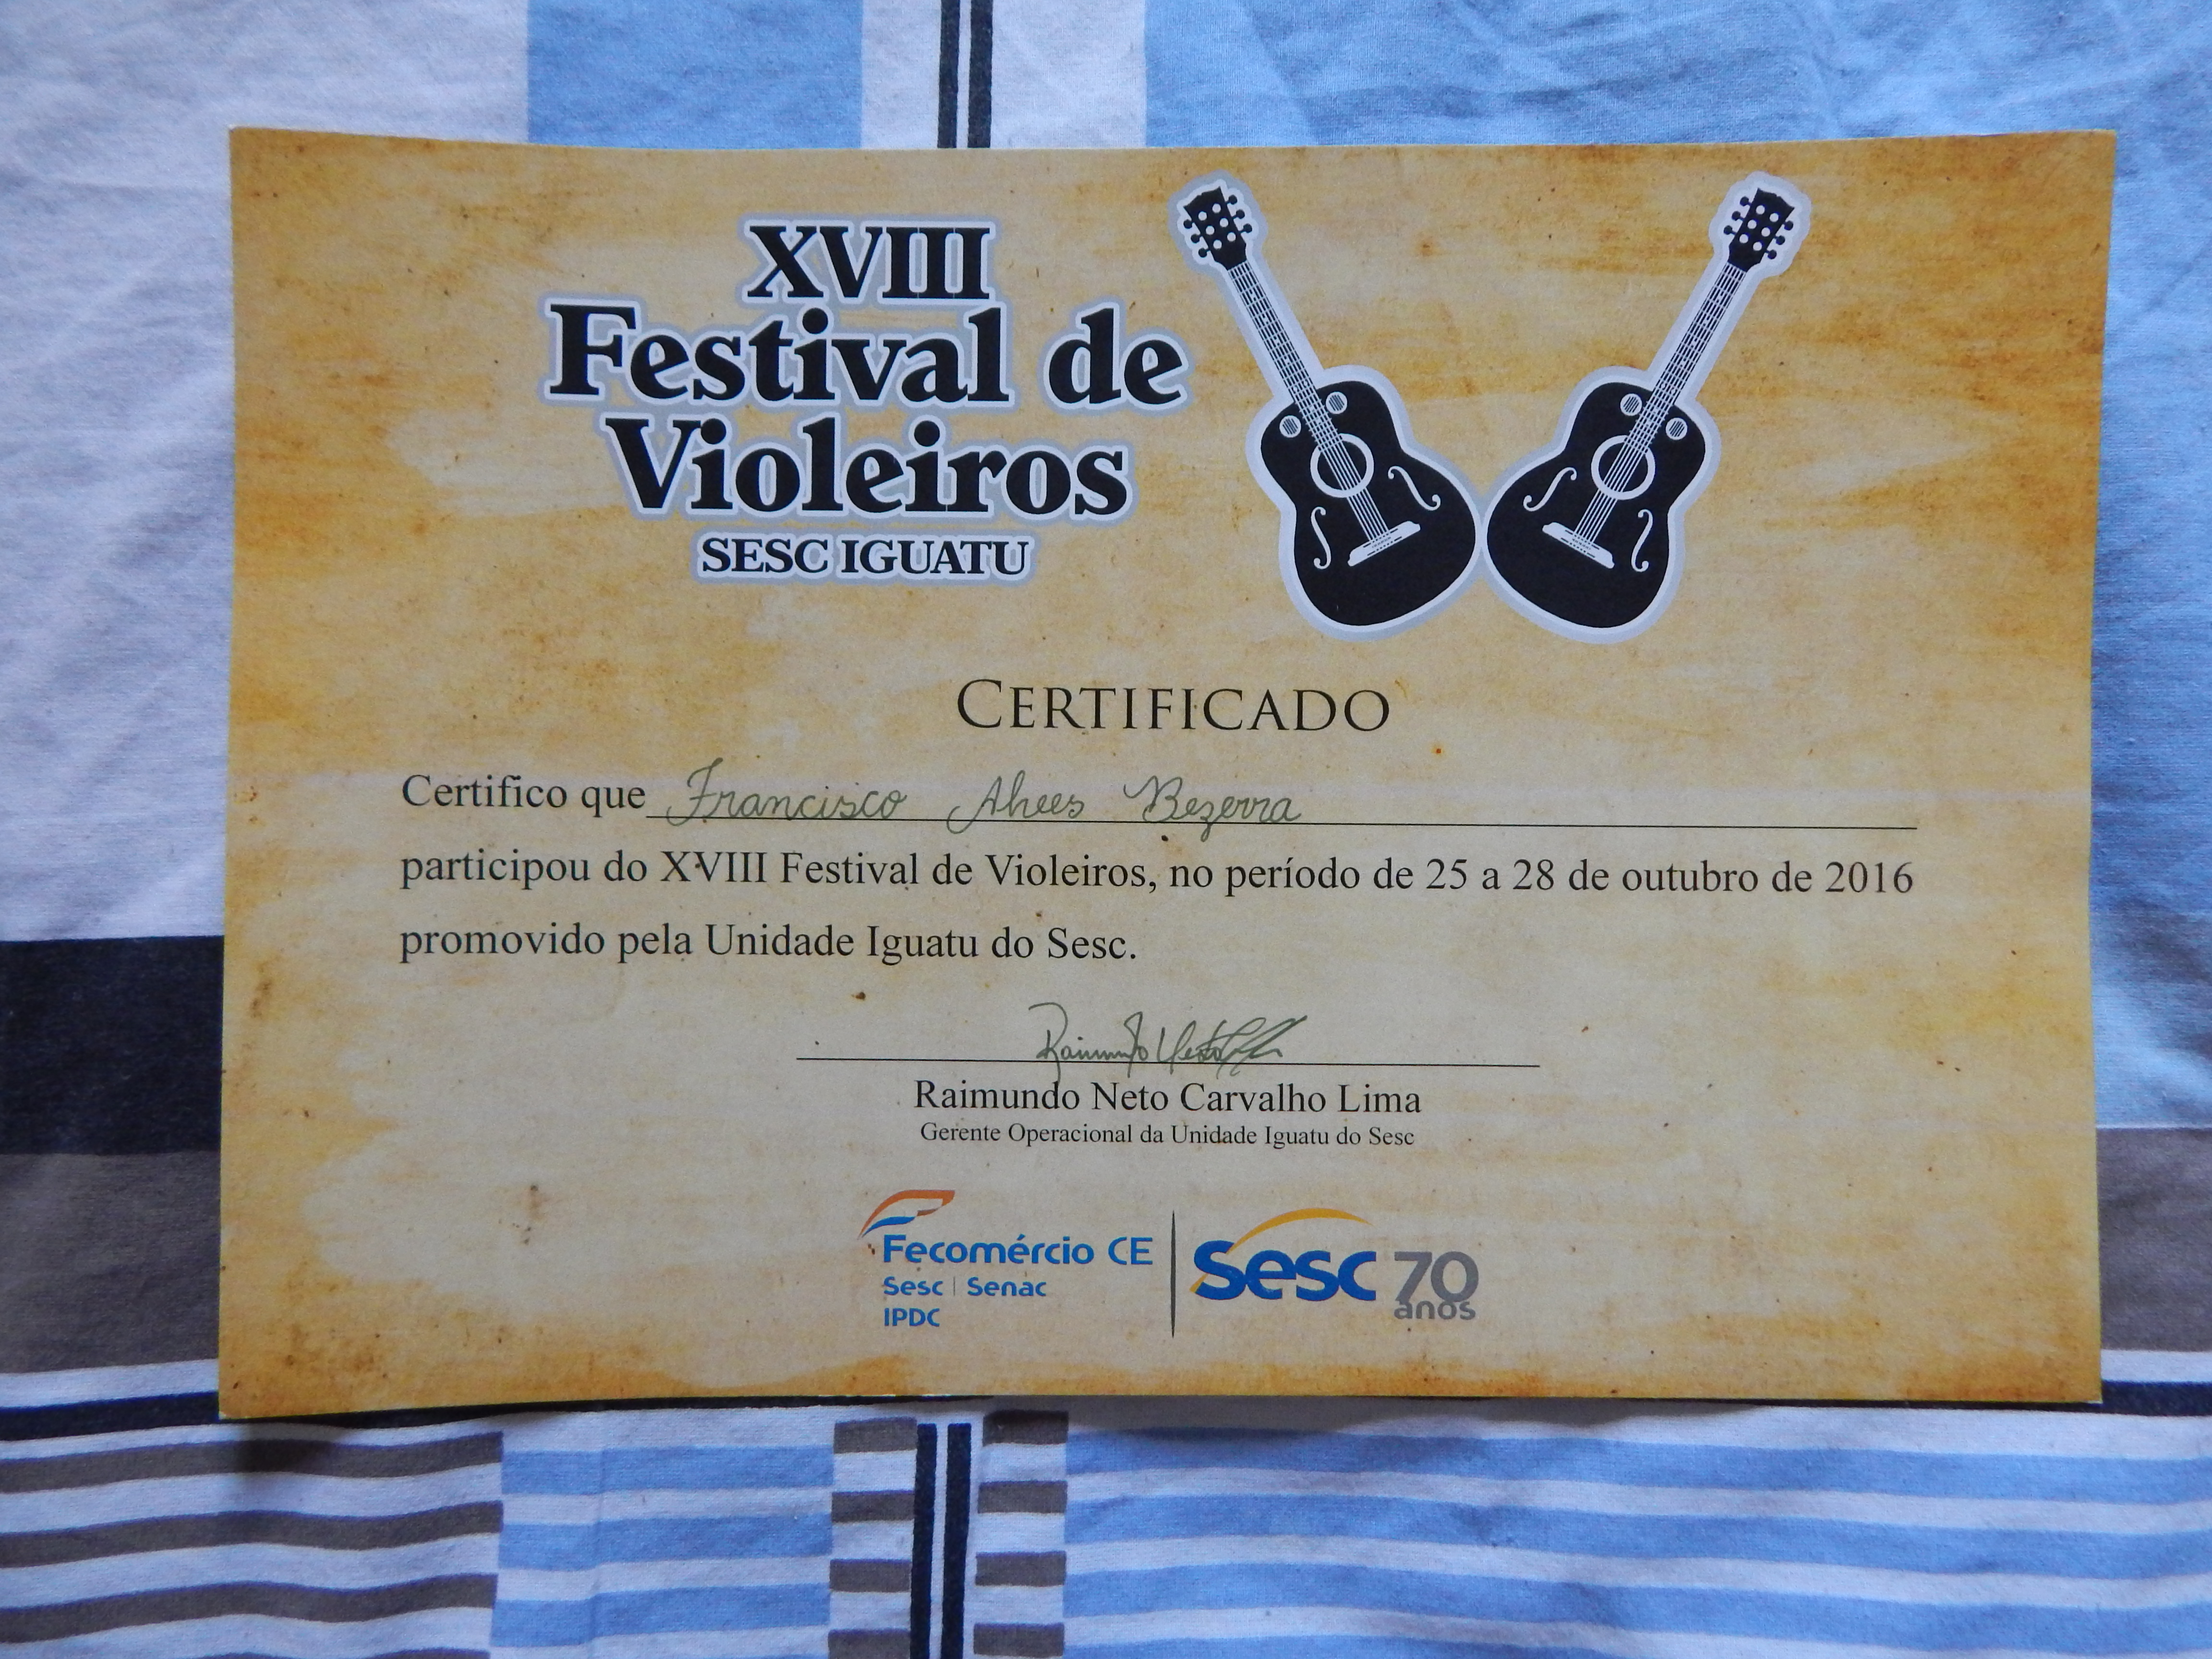 XVIII
Festival de
Violeiros
SESC IGUATU
CERTIFICADO
Certifico que Francisco Alves Bezerra
participou do XVIII Festival de Violeiros, no período de 25 a 28 de outubro de 2016
promovido pela Unidade Iguatu do Sesc.
Raimundo Neto
Raimundo Neto Carvalho Lima
Gerente Operacional da Unidade Iguatu do Sesc
Fecomércio CE
Sesc | Senac
IPDC
Sesc 70
anos